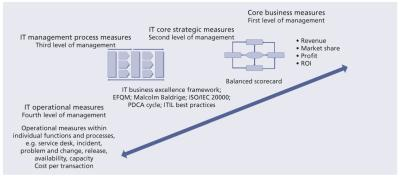 Core business measures
First level of management
• Revenue
• Market share
• Profit
• ROI
IT core strategic measures
Second level of management
Balanced scorecard
IT management process measures
Third level of management
IT business excellence framework;
EFQM; Malcolm Baldrige; ISO/IEC 20000;
PDCA cycle; ITIL best practices
IT operational measures
Fourth level of management
Operational measures within
individual functions and processes,
e.g. service desk, incident,
problem and change, release,
availability, capacity
Cost per transaction